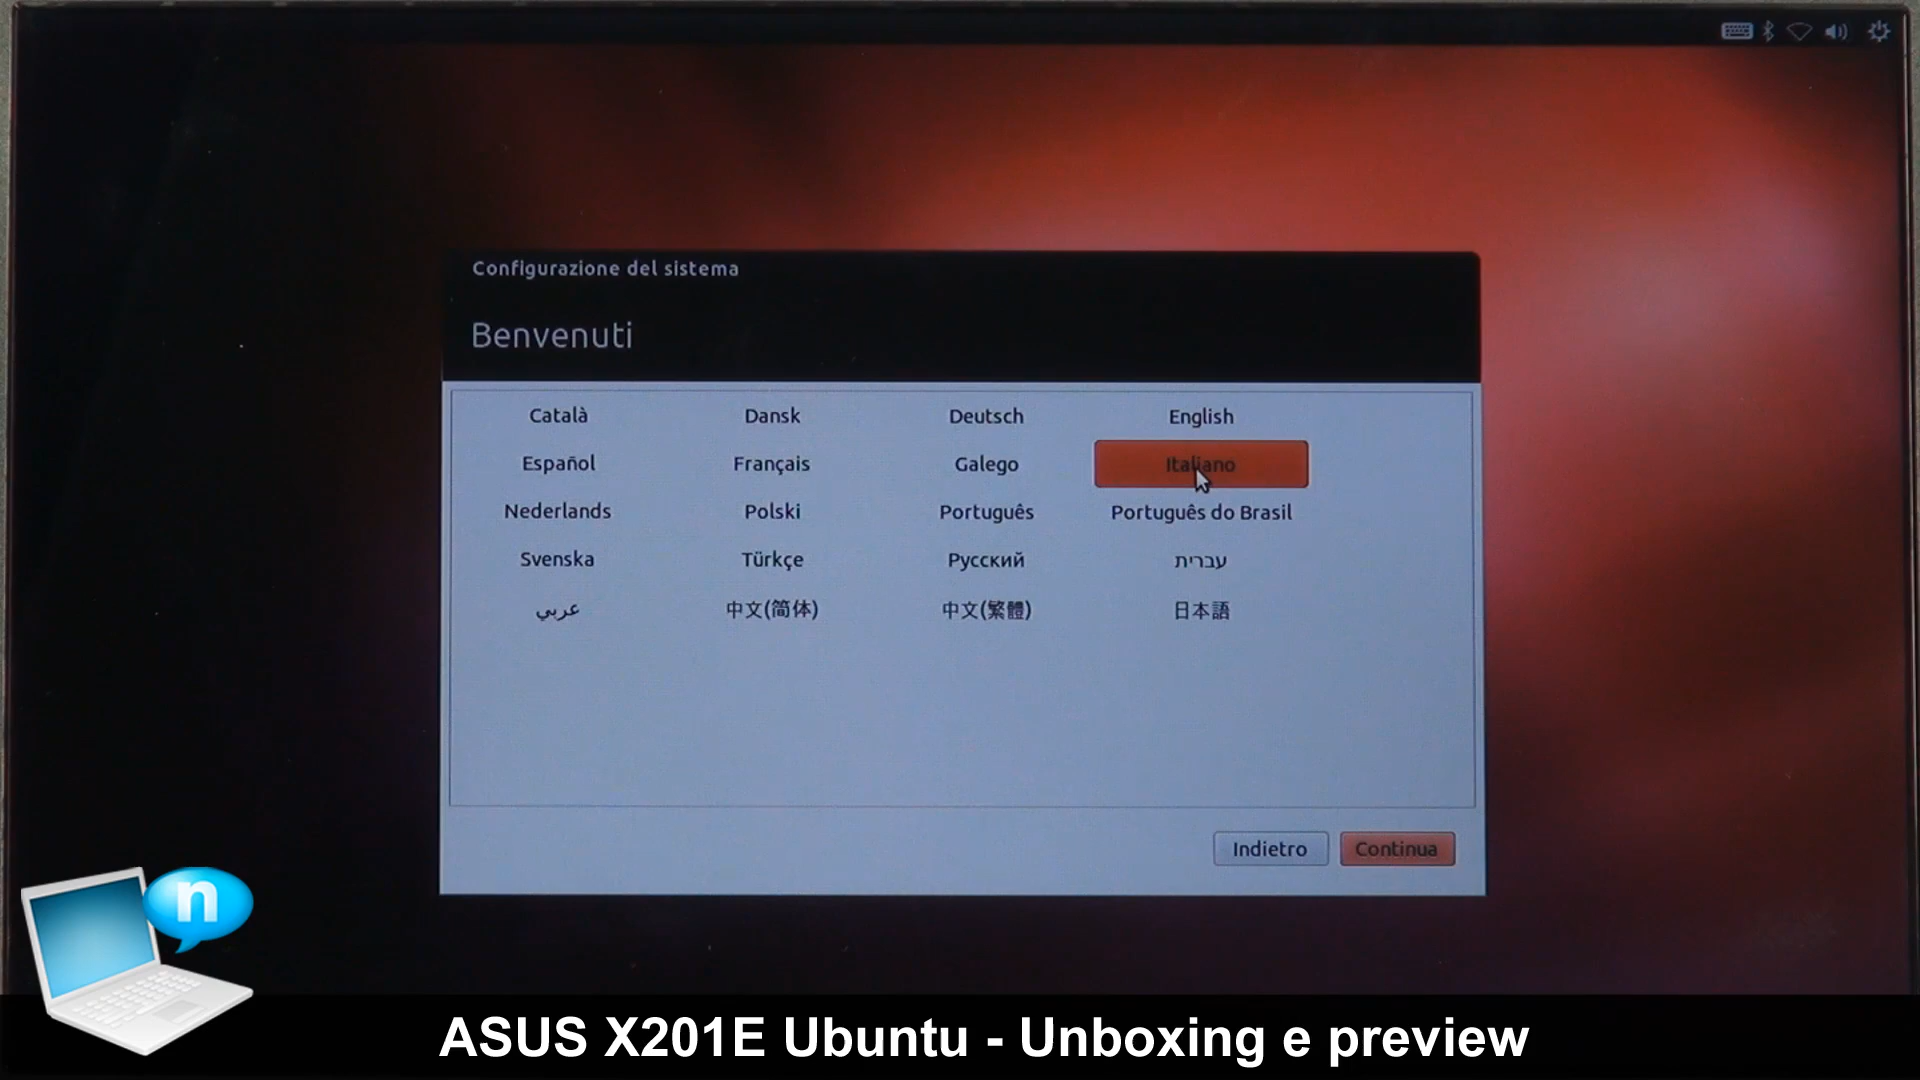 Configurazione del sistema
Benvenuti
Català Dansk Deutsch English
Español Français Galego Italiano
Nederlands Polski Português Português do Brasil
Svenska Türkçe Русский עברית
عربي 中文(简体) 中文(繁體) 日本語
Indietro Continua
n
ASUS X201E Ubuntu - Unboxing e preview